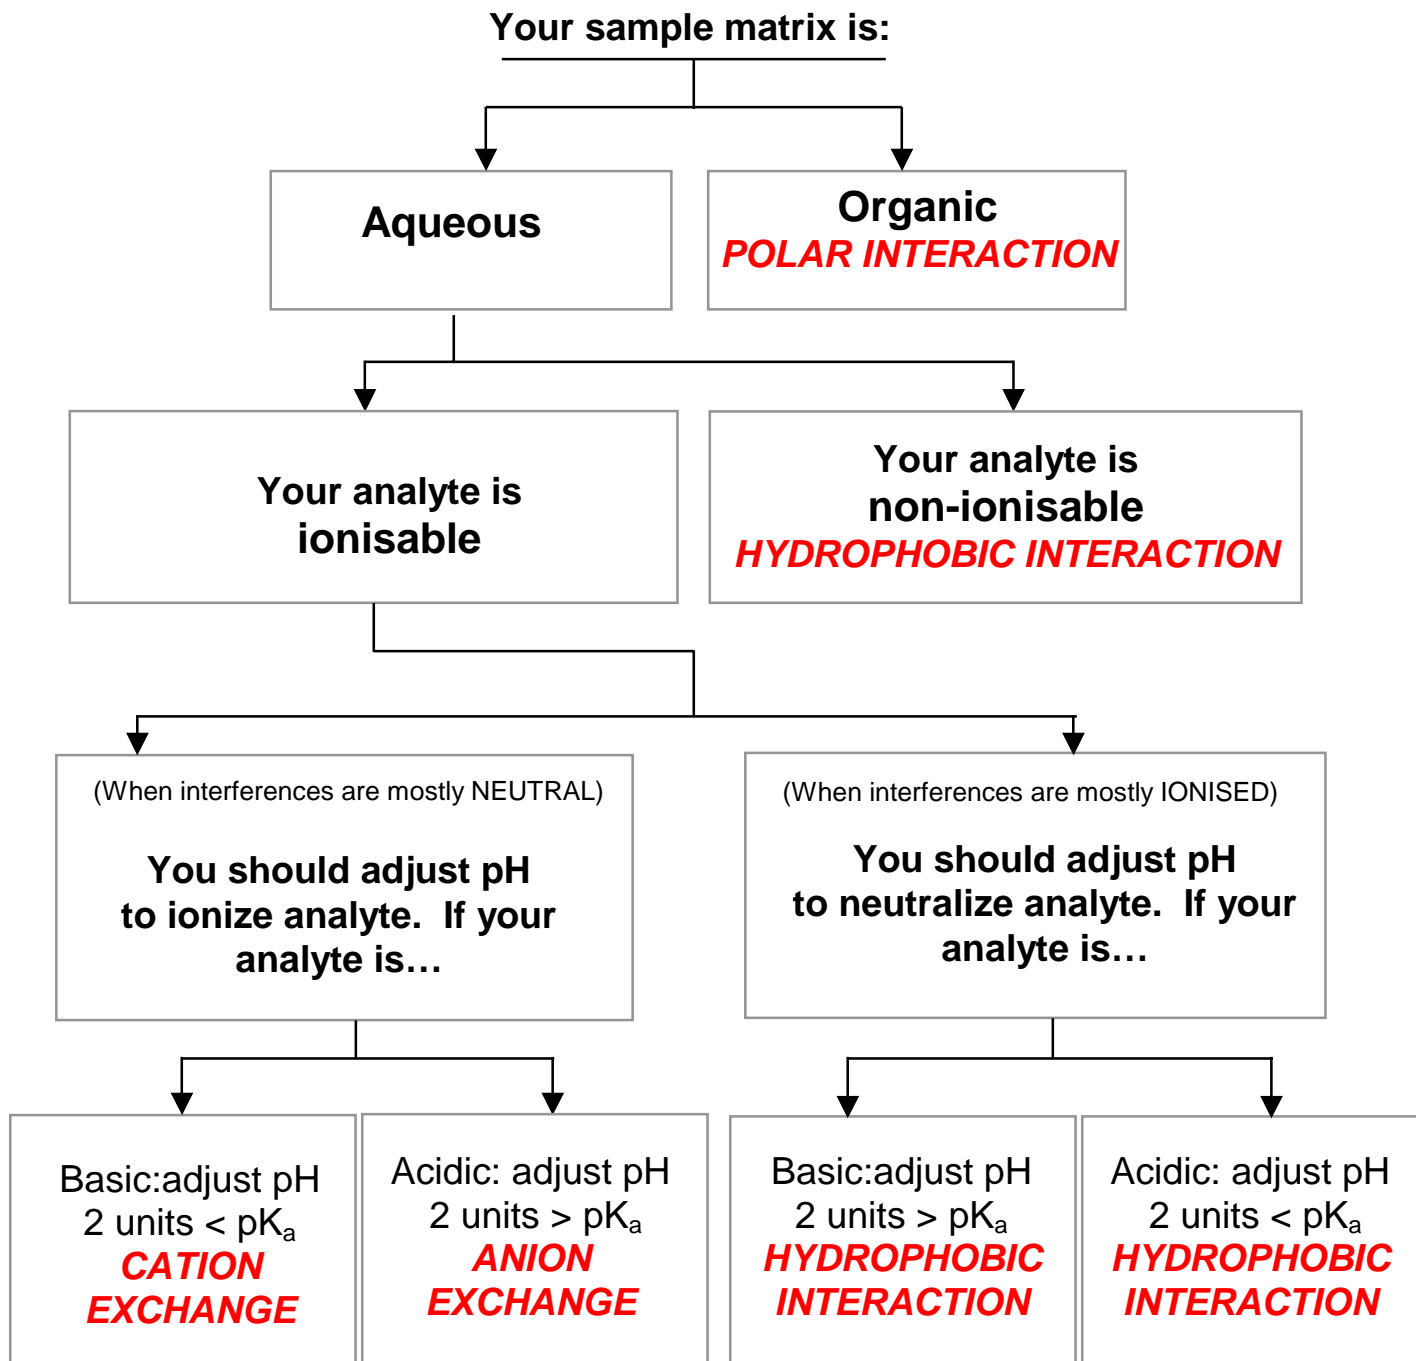 Your sample matrix is:
Aqueous
Organic
POLAR INTERACTION
Your analyte is
ionisable
Your analyte is
non-ionisable
HYDROPHOBIC INTERACTION
(When interferences are mostly NEUTRAL)
You should adjust pH
to ionize analyte.  If your
analyte is…
(When interferences are mostly IONISED)
You should adjust pH
to neutralize analyte.  If your
analyte is…
Basic:adjust pH
2 units < pKa
CATION
EXCHANGE
Acidic: adjust pH
2 units > pKa
ANION
EXCHANGE
Basic:adjust pH
2 units > pKa
HYDROPHOBIC
INTERACTION
Acidic: adjust pH
2 units < pKa
HYDROPHOBIC
INTERACTION